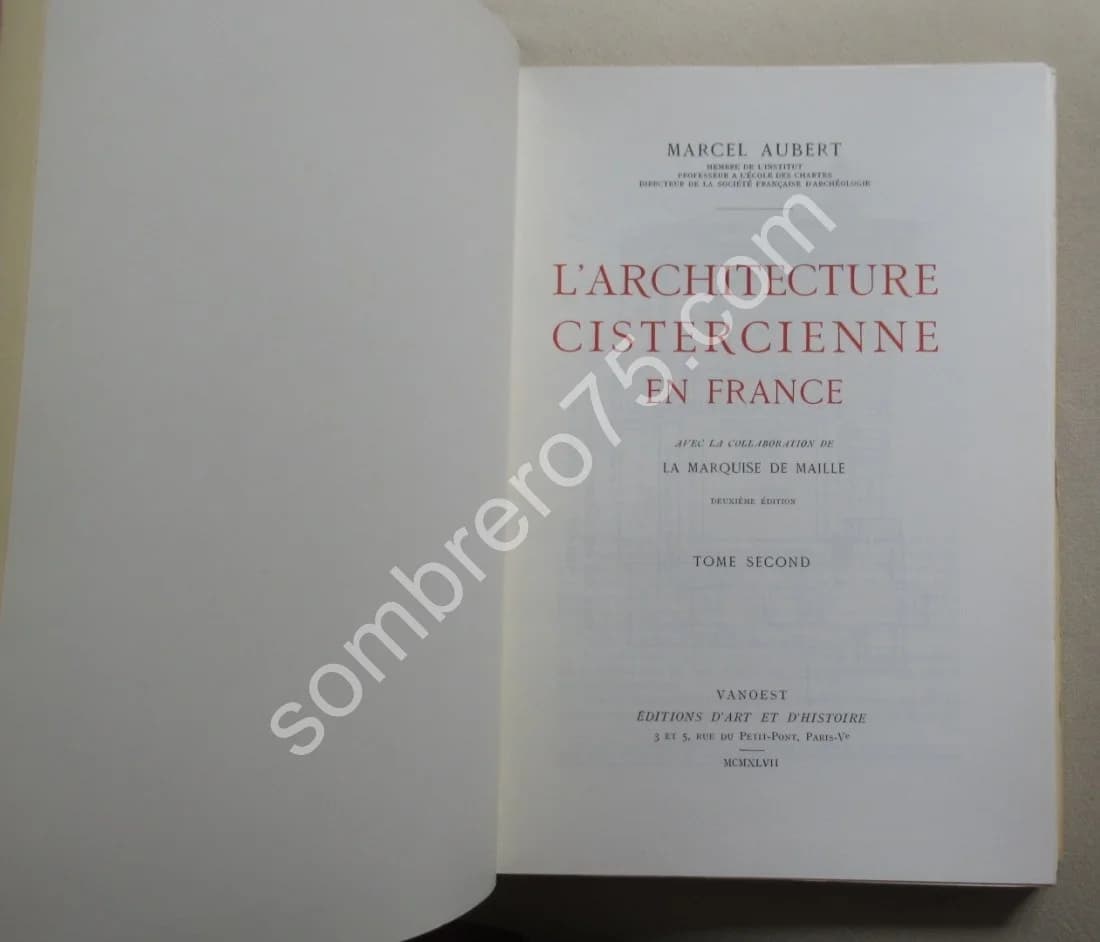 MARCEL AUBERT
MEMBRE DE L'INSTITUT
PROFESSEUR A L'ÉCOLE DES CHARTES
DIRECTEUR DE LA SOCIÉTÉ FRANÇAISE D'ARCHÉOLOGIE
L'ARCHITECTURE
CISTERCIENNE
EN FRANCE
AVEC LA COLLABORATION DE
LA MARQUISE DE MAILLE
DEUXIÈME ÉDITION
TOME SECOND
VANOEST
ÉDITIONS D'ART ET D'HISTOIRE
3 ET 5, RUE DU PETIT-PONT, PARIS-Ve
MCMXLVII
sombrero75.com